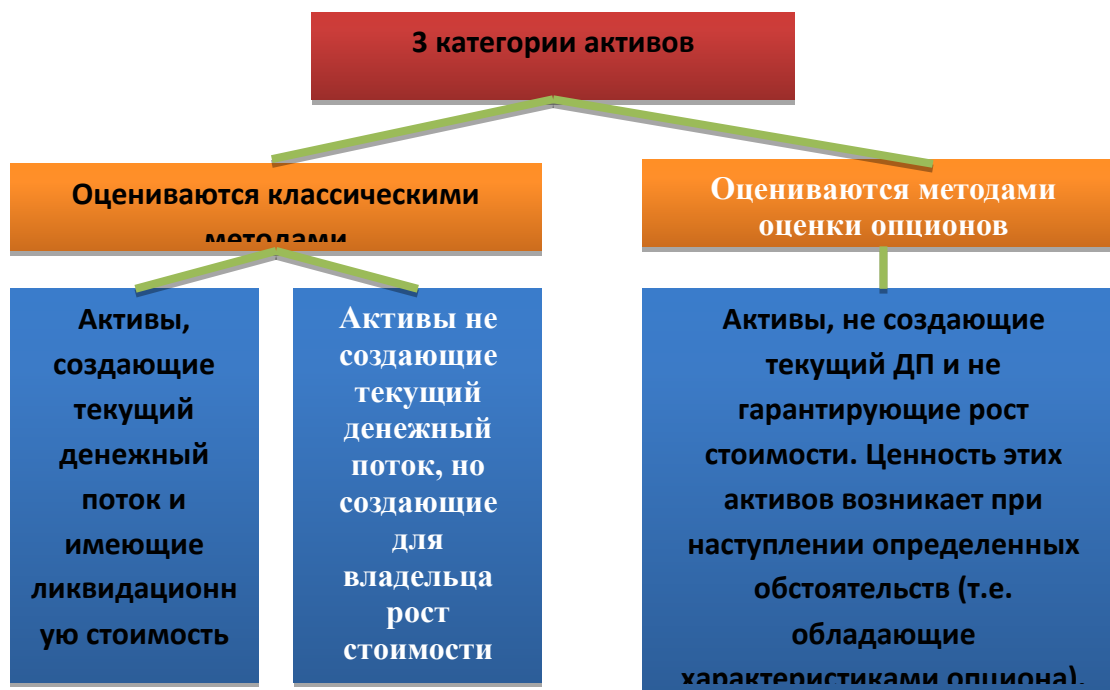 3 категории активов
Оцениваются классическими
методами
Оцениваются методами
оценки опционов
Активы,
создающие
текущий
денежный
поток и
имеющие
ликвидационн
ую стоимость
Активы не
создающие
текущий
денежный
поток, но
создающие
для
владельца
рост
стоимости
Активы, не создающие
текущий ДП и не
гарантирующие рост
стоимости. Ценность этих
активов возникает при
наступлении определенных
обстоятельств (т.е.
обладающие
характеристиками опциона).